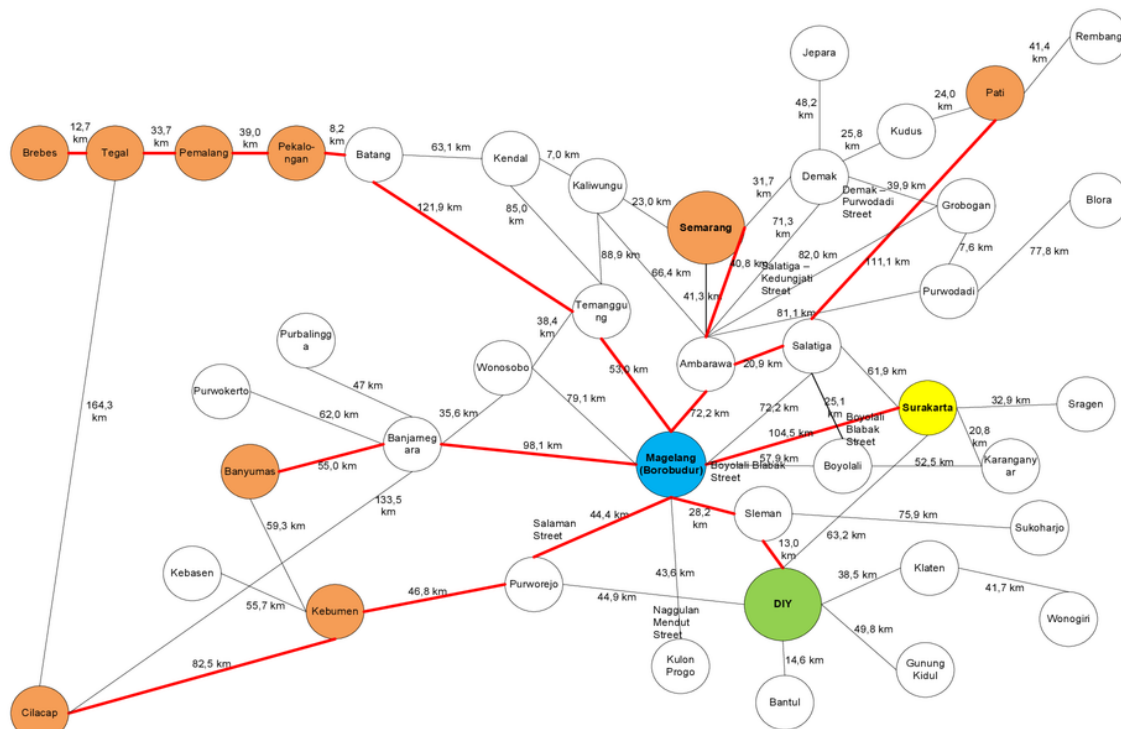 Rembang
41,4
km
Jepara
24,0
km
Pati
48,2
km
25,8
km
Kudus
12,7
km
33,7
km
39,0
km
8,2
km
Brebes
Tegal
Pemalang
Pekalo-
ngan
Batang
63,1 km
Kendal
7,0 km
Kaliwungu
23,0 km
85,0
km
121,9 km
Semarang
31,7
km
Demak
Demak –
Purwodadi
Street
39,9 km
Grobogan
Blora
71,3
km
7,6 km
77,8
km
88,9 km
66,4 km
40,8 km
82,0 km
Salatiga –
Kedungjati
Street
111,1 km
41,3 km
Purwodadi
81,1 km
Temanggu
ng
38,4
km
Purbalingg
a
Wonosobo
53,0 km
Ambarawa
20,9 km
Salatiga
61,9 km
Purwokerto
47 km
62,0 km
35,6 km
79,1 km
72,2 km
72,2 km
25,1
km
Boyolali
Blabak
Street
Surakarta
32,9 km
Sragen
164,3
km
104,5 km
20,8
km
Banjarneg
ara
98,1 km
Magelang
(Borobudur)
57,9 km
Boyolali Blabak
Street
Boyolali
52,5 km
Karangany
ar
Banyumas
55,0 km
133,5
km
59,3 km
Salaman
Street
44,4 km
28,2
km
Sleman
75,9 km
Sukoharjo
13,0
km
63,2 km
Kebasen
55,7 km
Kebumen
46,8 km
Purworejo
43,6 km
44,9 km
DIY
38,5 km
Klaten
41,7 km
Wonogiri
Naggulan
Mendut
Street
49,8 km
82,5 km
Kulon
Progo
14,6 km
Gunung
Kidul
Bantul
Cilacap